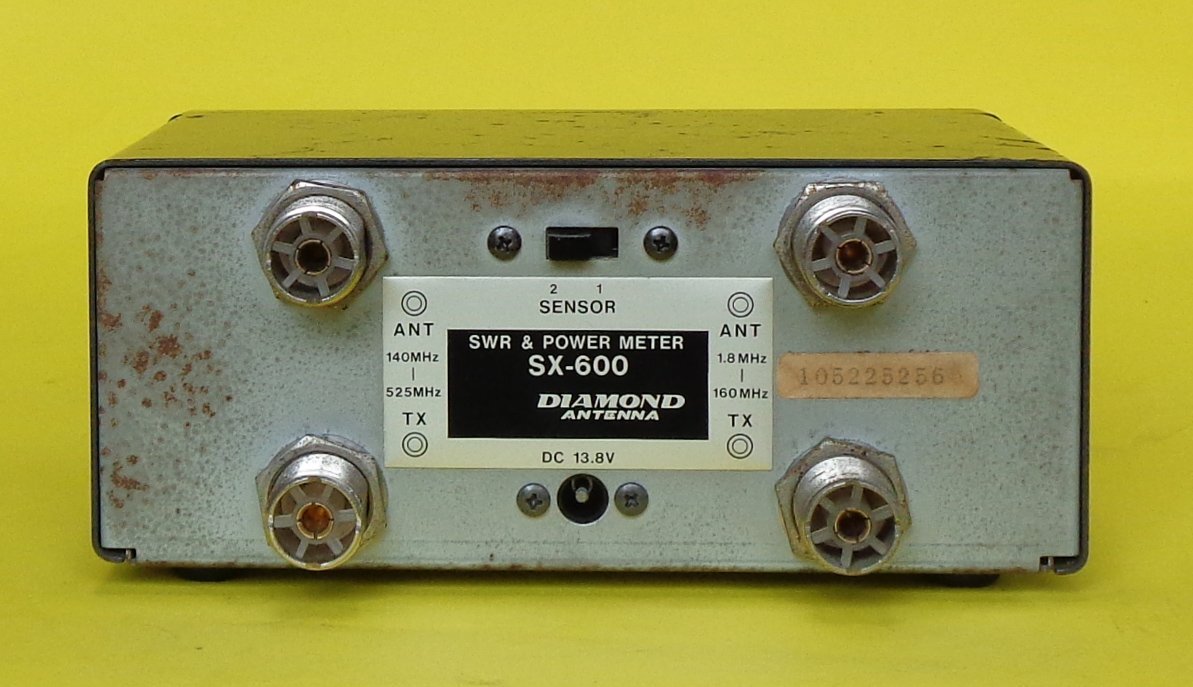 2 1
SENSOR
ANT
140MHz
|
525MHz
TX
SWR & POWER METER
SX-600
DIAMOND
ANTENNA
ANT
1.8MHz
|
160MHz
TX
DC 13.8V
105225256